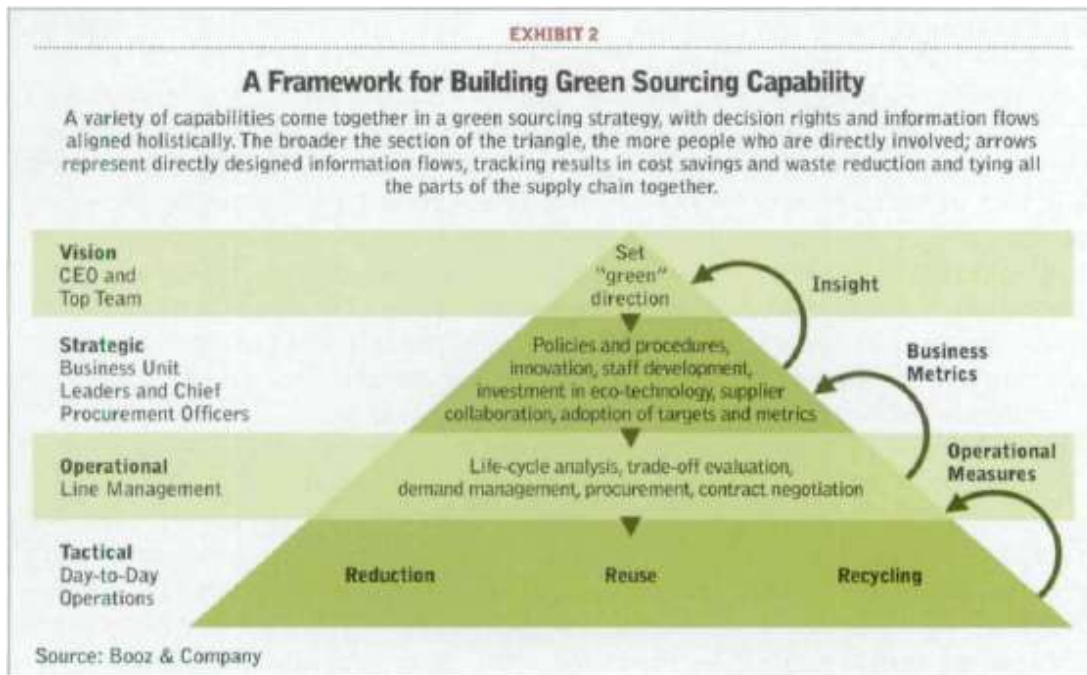 EXHIBIT 2
A Framework for Building Green Sourcing Capability
A variety of capabilities come together in a green sourcing strategy, with decision rights and information flows
aligned holistically. The broader the section of the triangle, the more people who are directly involved; arrows
represent directly designed information flows, tracking results in cost savings and waste reduction and tying all
the parts of the supply chain together.
Vision
CEO and
Top Team
Set
"green"
direction
Insight
Strategic
Business Unit
Leaders and Chief
Procurement Officers
Policies and procedures,
innovation, staff development,
investment in eco-technology, supplier
collaboration, adoption of targets and metrics
Business
Metrics
Operational
Line Management
Life-cycle analysis, trade-off evaluation,
demand management, procurement, contract negotiation
Operational
Measures
Tactical
Day-to-Day
Operations
Reduction
Reuse
Recycling
Source: Booz & Company